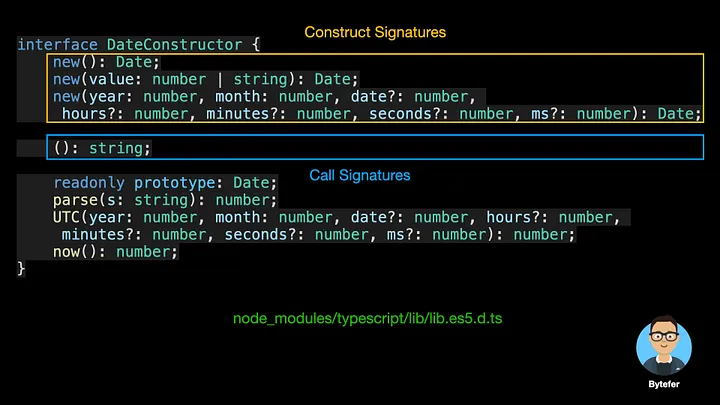 Construct Signatures
interface DateConstructor {
new(): Date;
new(value: number | string): Date;
new(year: number, month: number, date?: number,
hours?: number, minutes?: number, seconds?: number, ms?: number): Date;
(): string;
Call Signatures
readonly prototype: Date;
parse(s: string): number;
UTC(year: number, month: number, date?: number, hours?: number,
minutes?: number, seconds?: number, ms?: number): number;
now(): number;
}
node_modules/typescript/lib/lib.es5.d.ts
Bytefer